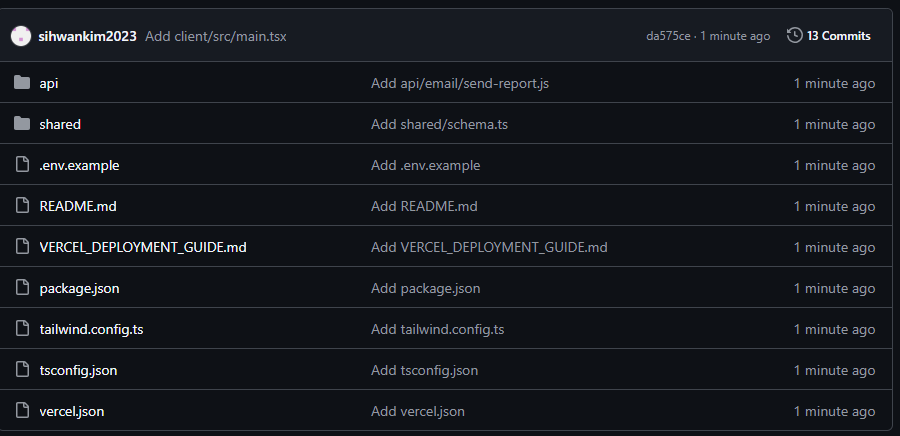 sihwankim2023 Add client/src/main.tsx da575ce · 1 minute ago 13 Commits
api Add api/email/send-report.js 1 minute ago
shared Add shared/schema.ts 1 minute ago
.env.example Add .env.example 1 minute ago
README.md Add README.md 1 minute ago
VERCEL_DEPLOYMENT_GUIDE.md Add VERCEL_DEPLOYMENT_GUIDE.md 1 minute ago
package.json Add package.json 1 minute ago
tailwind.config.ts Add tailwind.config.ts 1 minute ago
tsconfig.json Add tsconfig.json 1 minute ago
vercel.json Add vercel.json 1 minute ago